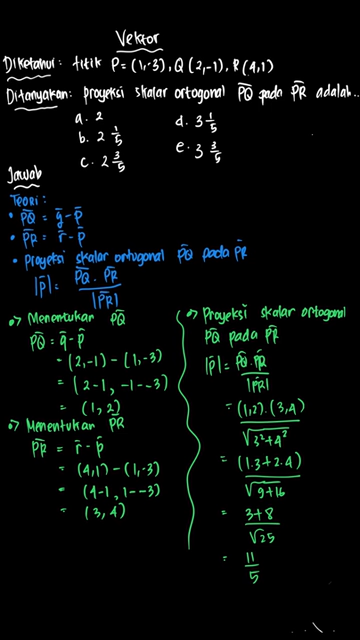 Vektor
Diketahui: titik P=(1,-3), Q(2,-1), R(4,1)
Ditanyakan: proyeksi skalar ortogonal PQ̄ pada PR̄ adalah..
a. 2
b. 2 1/5
c. 2 3/5
d. 3 1/5
e. 3 3/5
Jawab
Teori:
• PQ̄ = q̄ - p̄
• PR̄ = r̄ - p̄
• Proyeksi skalar ortogonal PQ̄ pada PR̄
|p̄| = PQ̄ . PR̄ / |PR̄|
•) Menentukan PQ̄
PQ̄ = q̄ - p̄
= (2,-1) - (1,-3)
= (2-1, -1--3)
= (1,2)
•) Menentukan PR̄
PR̄ = r̄ - p̄
= (4,1) - (1,-3)
= (4-1, 1--3)
= (3,4)
•) Proyeksi skalar ortogonal
PQ̄ pada PR̄
|p̄| = PQ̄ . PR̄ / |PR̄|
= (1,2) . (3,4) / √3²+4²
= (1.3+2.4) / √9+16
= 3+8 / √25
= 11/5